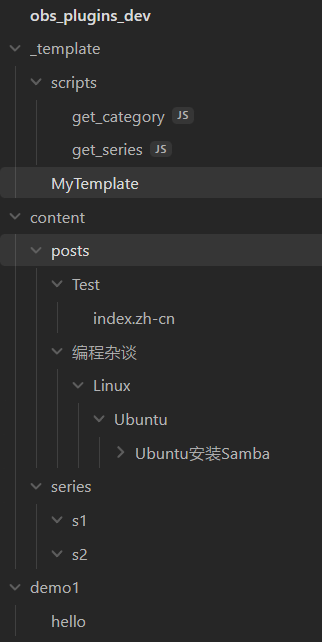 obs_plugins_dev
_template
scripts
get_category JS
get_series JS
MyTemplate
content
posts
Test
index.zh-cn
编程杂谈
Linux
Ubuntu
Ubuntu安装Samba
series
s1
s2
demo1
hello